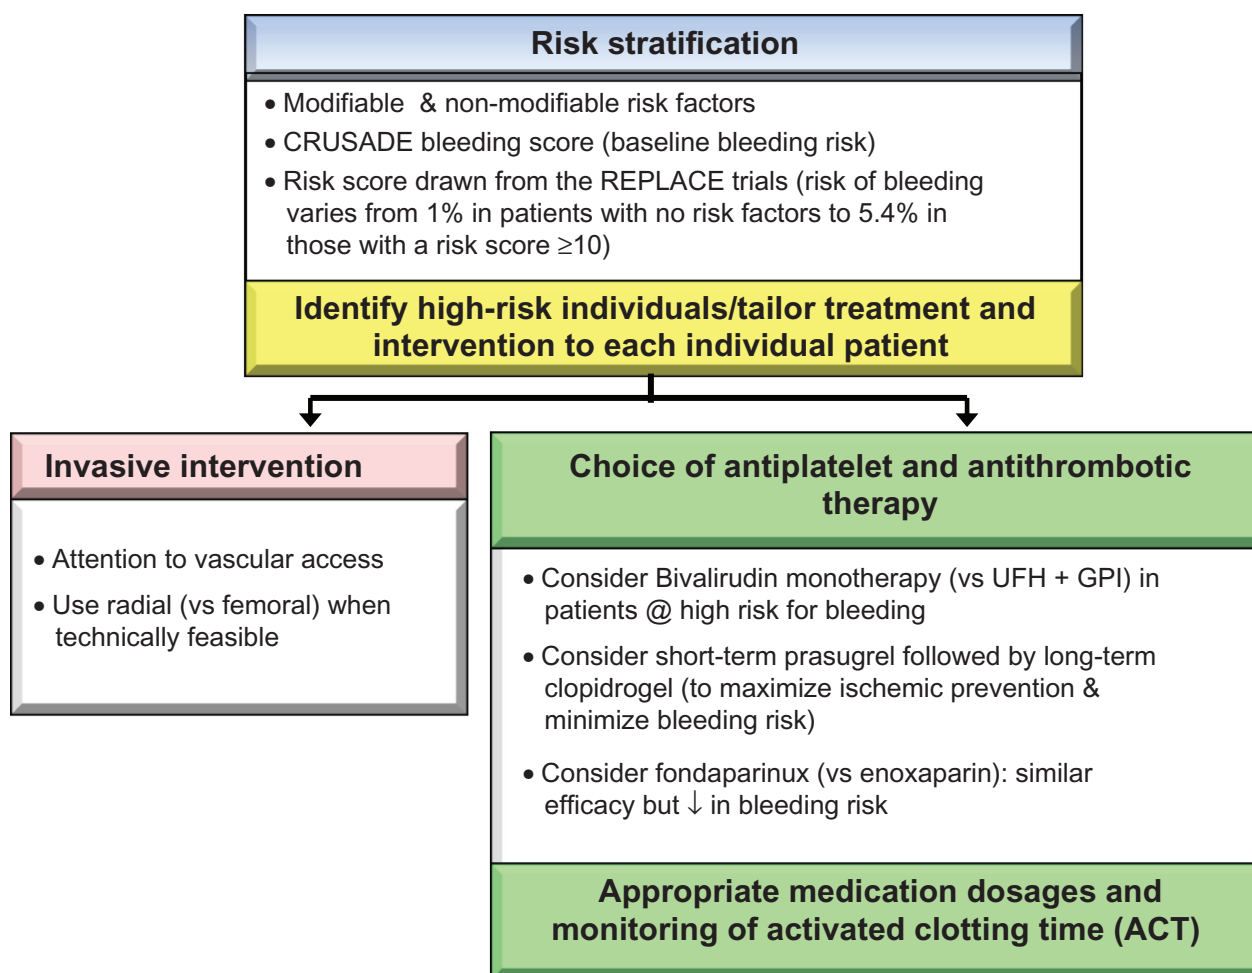 Risk stratification
• Modifiable & non-modifiable risk factors
• CRUSADE bleeding score (baseline bleeding risk)
• Risk score drawn from the REPLACE trials (risk of bleeding
varies from 1% in patients with no risk factors to 5.4% in
those with a risk score ≥10)
Identify high-risk individuals/tailor treatment and
intervention to each individual patient
Invasive intervention
• Attention to vascular access
• Use radial (vs femoral) when
technically feasible
Choice of antiplatelet and antithrombotic
therapy
• Consider Bivalirudin monotherapy (vs UFH + GPI) in
patients @ high risk for bleeding
• Consider short-term prasugrel followed by long-term
clopidrogel (to maximize ischemic prevention &
minimize bleeding risk)
• Consider fondaparinux (vs enoxaparin): similar
efficacy but ↓ in bleeding risk
Appropriate medication dosages and
monitoring of activated clotting time (ACT)